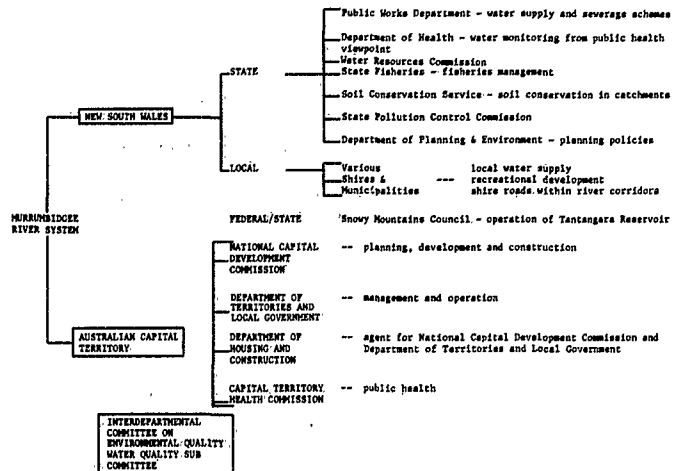 Public Works Department - water supply and sewerage schemes
Department of Health - water monitoring from public health
viewpoint
Water Resources Commission
STATE
State Fisheries - fisheries management
Soil Conservation Service - soil conservation in catchments
NEW SOUTH WALES
State Pollution Control Commission
Department of Planning & Environment - planning policies
LOCAL
Various local water supply
Shires & --- recreational development
Municipalities shire roads within river corridors
MURRUMBIDGEE
RIVER SYSTEM
FEDERAL/STATE Snowy Mountains Council - operation of Tantangara Reservoir
NATIONAL CAPITAL -- planning, development and construction
DEVELOPMENT
COMMISSION
DEPARTMENT OF -- management and operation
TERRITORIES AND
LOCAL GOVERNMENT
AUSTRALIAN CAPITAL
TERRITORY
DEPARTMENT OF -- agent for National Capital Development Commission and
HOUSING AND Department of Territories and Local Government
CONSTRUCTION
CAPITAL TERRITORY -- public health
HEALTH COMMISSION
INTERDEPARTMENTAL
COMMITTEE ON
ENVIRONMENTAL QUALITY
WATER QUALITY SUB
COMMITTEE